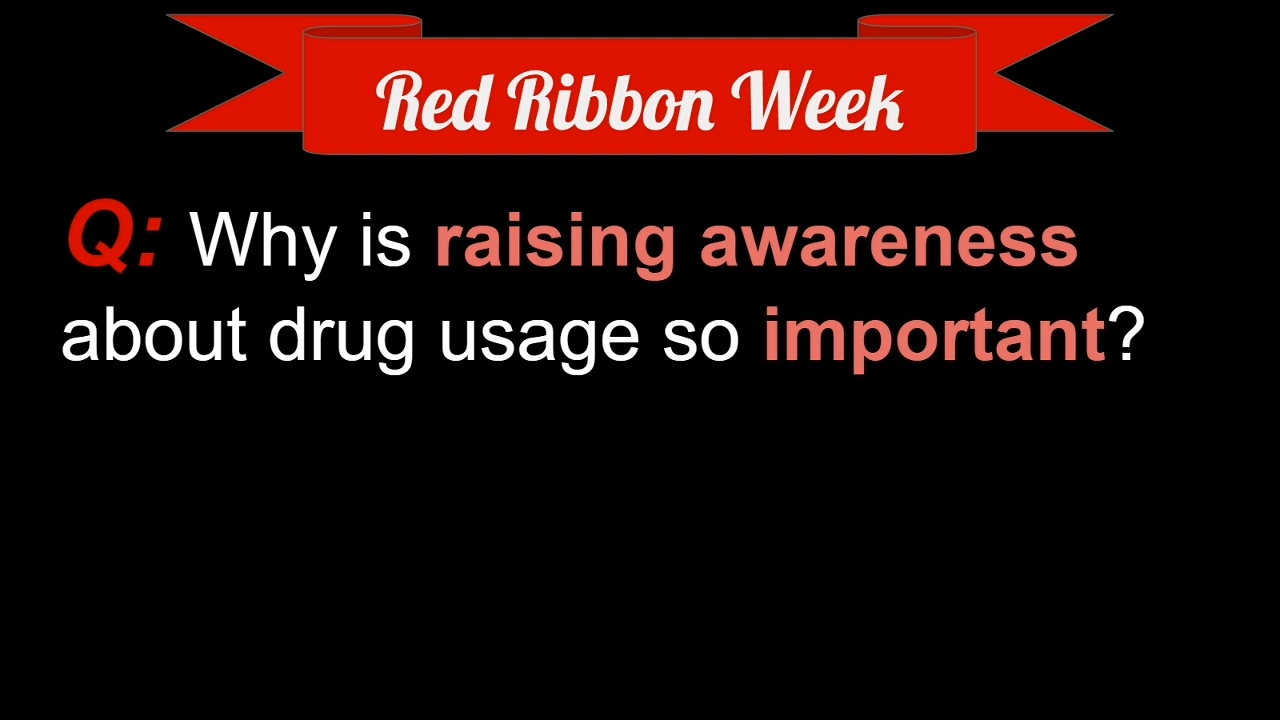 Red Ribbon Week
Q: Why is raising awareness
about drug usage so important?